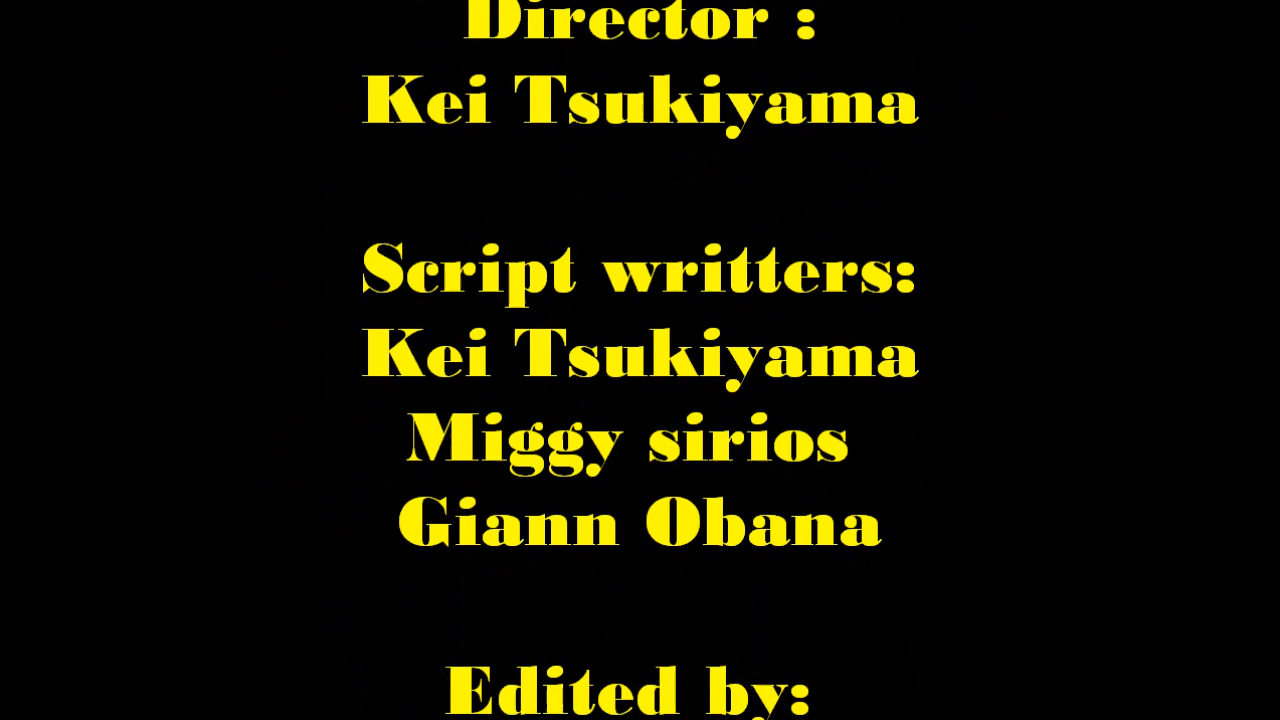 Director :
Kei Tsukiyama
Script writters:
Kei Tsukiyama
Miggy sirios
Giann Obana
Edited by: